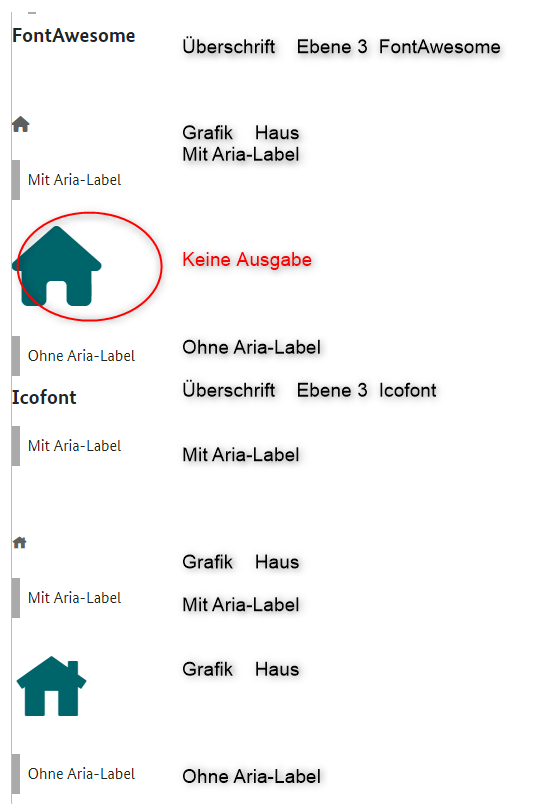 FontAwesome
Überschrift Ebene 3 FontAwesome
Grafik Haus
Mit Aria-Label
Mit Aria-Label
Keine Ausgabe
Ohne Aria-Label
Ohne Aria-Label
Icofont
Überschrift Ebene 3 Icofont
Mit Aria-Label
Mit Aria-Label
Grafik Haus
Mit Aria-Label
Mit Aria-Label
Grafik Haus
Ohne Aria-Label
Ohne Aria-Label